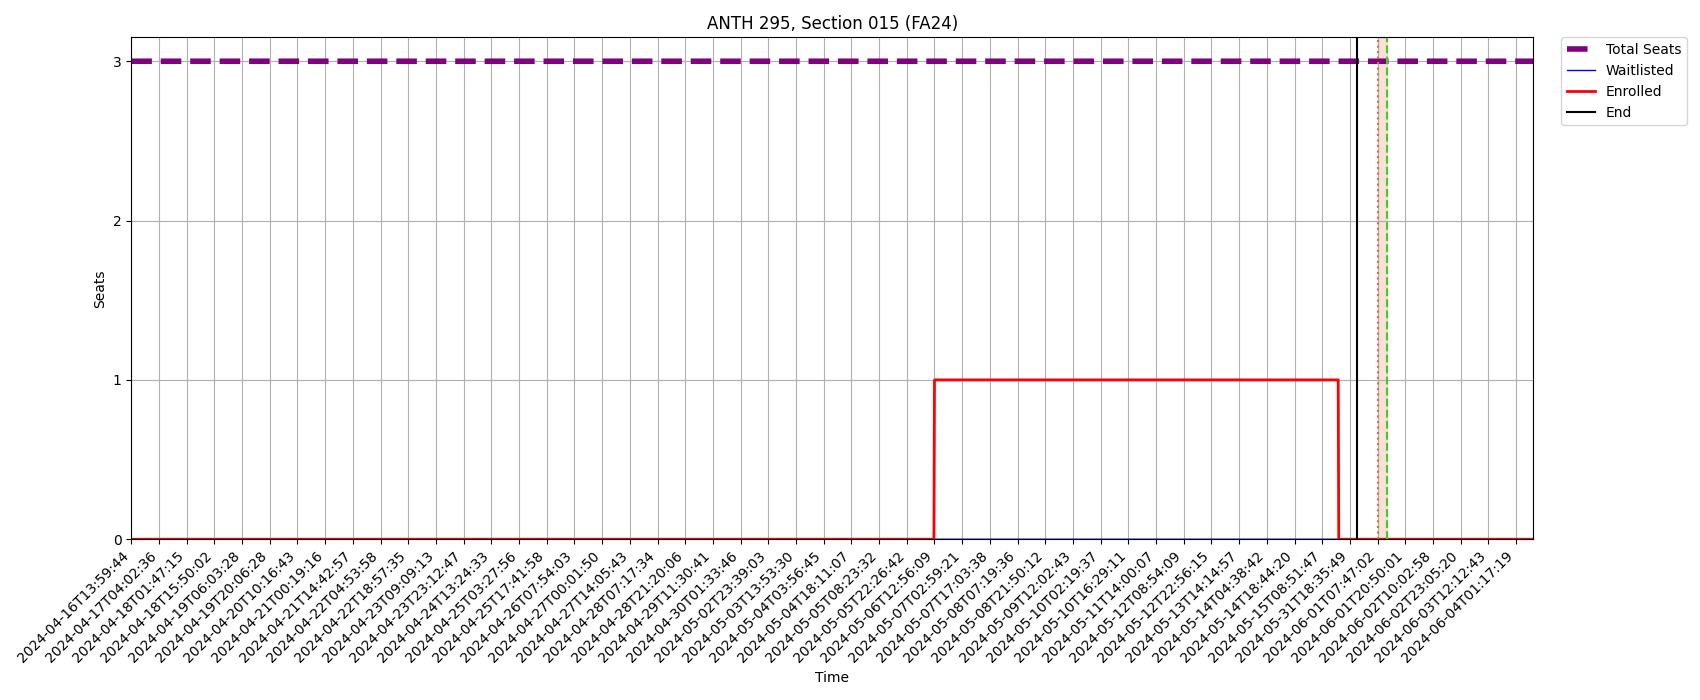 ANTH 295, Section 015 (FA24)
Total Seats
Waitlisted
Enrolled
End
Seats
3
2
1
0
2024-04-16T13:59:44
2024-04-17T04:02:36
2024-04-18T01:47:15
2024-04-18T15:50:02
2024-04-19T06:03:28
2024-04-19T20:06:28
2024-04-20T10:16:43
2024-04-21T00:19:16
2024-04-21T14:42:57
2024-04-22T04:53:58
2024-04-22T18:57:35
2024-04-23T09:09:13
2024-04-23T23:12:47
2024-04-24T13:24:33
2024-04-25T03:27:56
2024-04-25T17:41:58
2024-04-26T07:54:03
2024-04-27T00:01:50
2024-04-27T14:05:43
2024-04-28T07:17:34
2024-04-28T21:20:06
2024-04-29T11:30:41
2024-04-30T01:33:46
2024-05-02T23:39:03
2024-05-03T13:53:30
2024-05-04T03:56:45
2024-05-04T18:11:07
2024-05-05T08:23:32
2024-05-05T22:26:42
2024-05-06T12:56:09
2024-05-07T02:59:21
2024-05-07T17:03:38
2024-05-08T07:19:36
2024-05-08T21:50:12
2024-05-09T12:02:43
2024-05-10T02:19:37
2024-05-10T16:29:11
2024-05-11T14:00:07
2024-05-12T08:54:09
2024-05-12T22:56:15
2024-05-13T14:14:57
2024-05-14T04:38:42
2024-05-14T18:44:20
2024-05-15T08:51:47
2024-05-31T18:35:49
2024-06-01T07:47:02
2024-06-01T20:50:01
2024-06-02T10:02:58
2024-06-02T23:05:20
2024-06-03T12:12:43
2024-06-04T01:17:19
Time